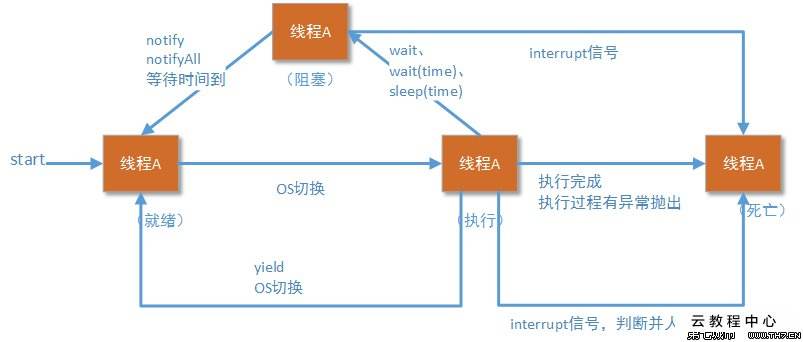 线程A
（阻塞）
notify
notifyAll
等待时间到
wait、
wait(time)、
sleep(time)
interrupt信号
start
线程A
（就绪）
OS切换
线程A
（执行）
执行完成
执行过程有异常抛出
线程A
（死亡）
yield
OS切换
interrupt信号，判断并人
云教程中心
WWW.TH7.CN